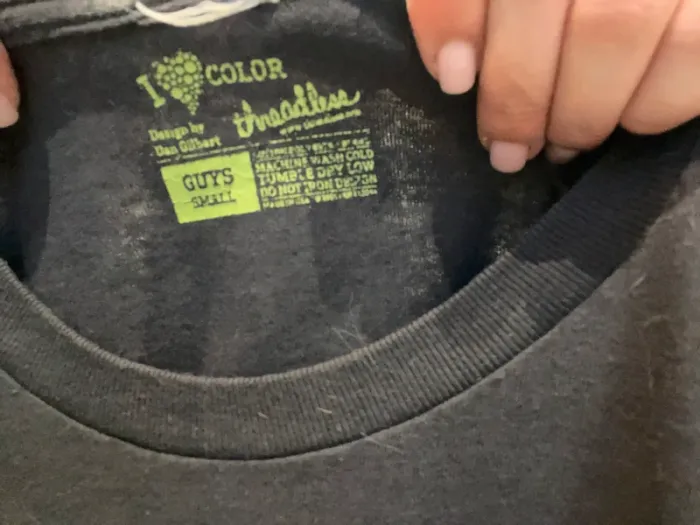 I COLOR
Design by
Dan Gilbert
threadless
GUYS
SMALL
MACHINE WASH COLD
TUMBLE DRY LOW
DO NOT IRON DESIGN